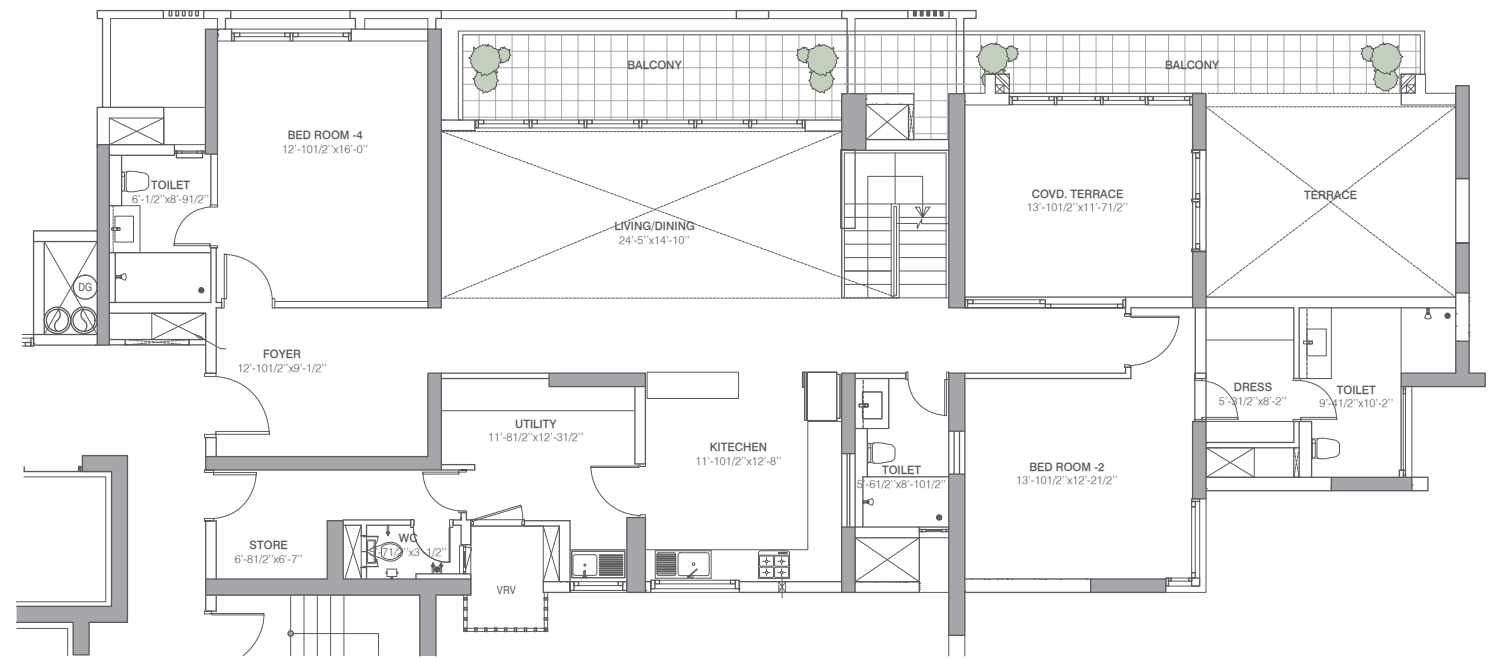 BALCONY
BALCONY
BED ROOM -4
12'-101/2''x16'-0''
TOILET
6'-1/2''x8'-91/2''
LIVING/DINING
24'-5''x14'-10''
COVD. TERRACE
13'-101/2''x11'-71/2''
TERRACE
DG
FOYER
12'-101/2''x9'-1/2''
DRESS
5'-31/2''x8'-2''
TOILET
9'-41/2''x10'-2''
UTILITY
11'-81/2''x12'-31/2''
KITECHEN
11'-101/2''x12'-8''
TOILET
5'-61/2''x8'-101/2''
BED ROOM -2
13'-101/2''x12'-21/2''
STORE
6'-81/2''x6'-7''
WC
VRV